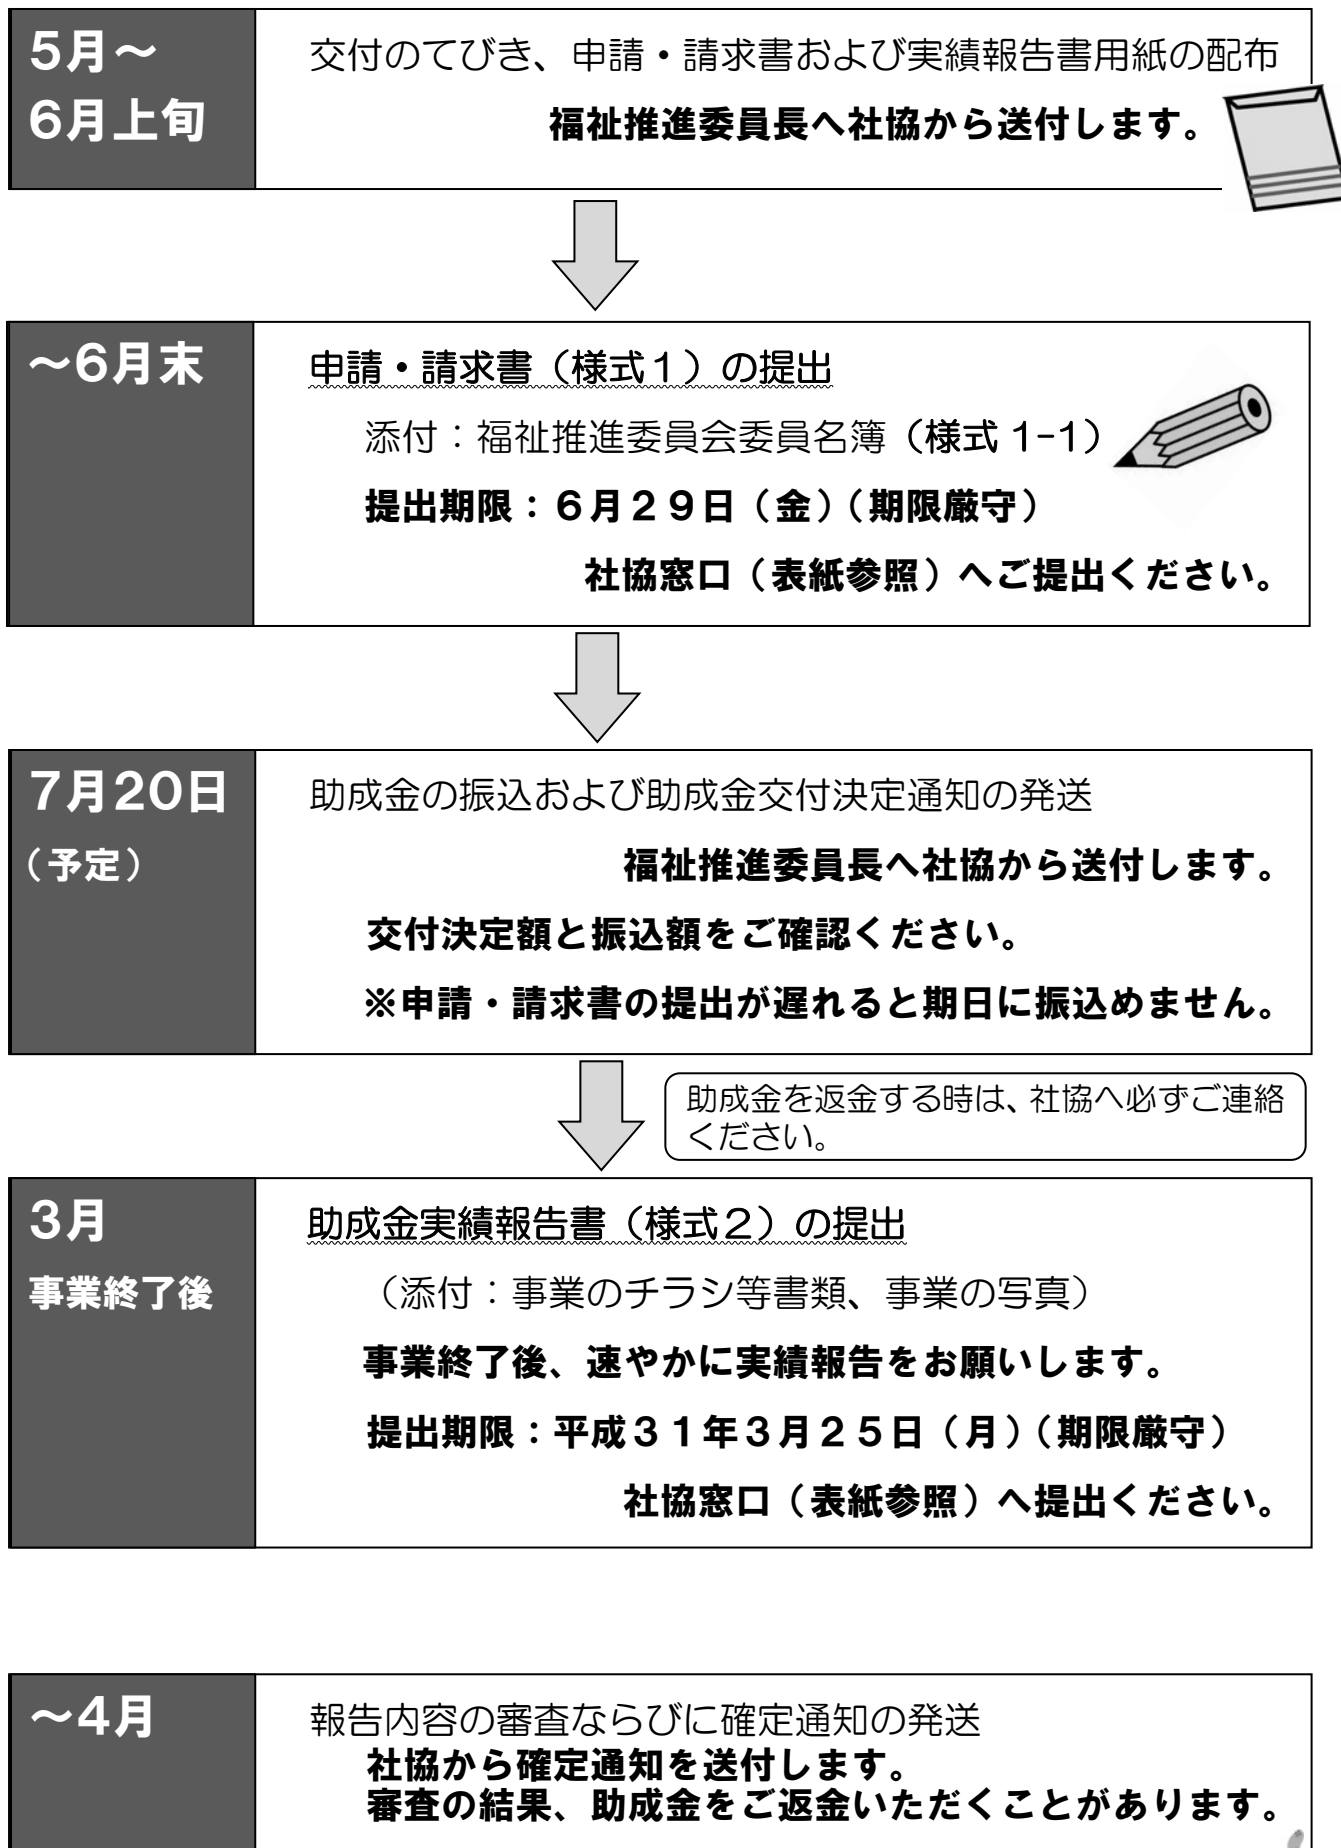 5月～
6月上旬
交付のてびき、申請・請求書および実績報告書用紙の配布
福祉推進委員長へ社協から送付します。
～6月末
申請・請求書（様式１）の提出
添付：福祉推進委員会委員名簿（様式 1-1）
提出期限：６月２９日（金）（期限厳守）
社協窓口（表紙参照）へご提出ください。
7月20日
（予定）
助成金の振込および助成金交付決定通知の発送
福祉推進委員長へ社協から送付します。
交付決定額と振込額をご確認ください。
※申請・請求書の提出が遅れると期日に振込めません。
助成金を返金する時は、社協へ必ずご連絡
ください。
3月
事業終了後
助成金実績報告書（様式２）の提出
（添付：事業のチラシ等書類、事業の写真）
事業終了後、速やかに実績報告をお願いします。
提出期限：平成３１年３月２５日（月）（期限厳守）
社協窓口（表紙参照）へ提出ください。
～4月
報告内容の審査ならびに確定通知の発送
社協から確定通知を送付します。
審査の結果、助成金をご返金いただくことがあります。